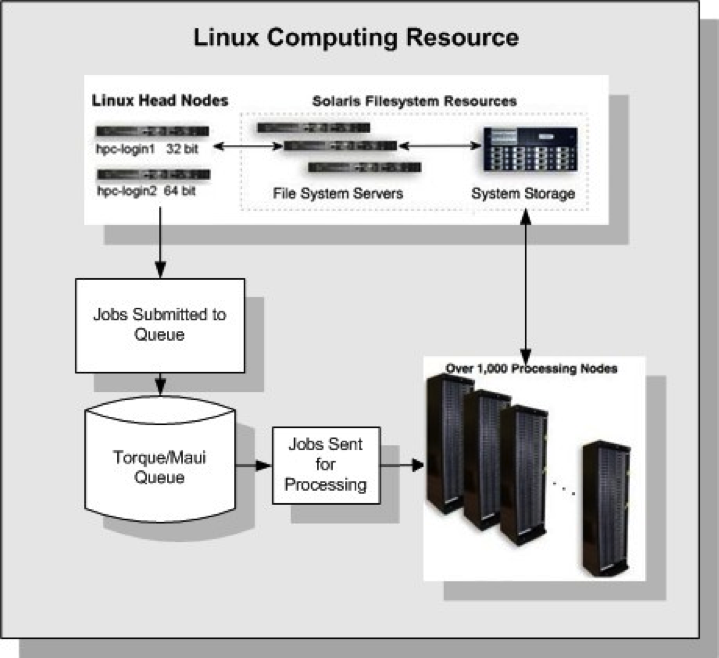 Linux Computing Resource
Linux Head Nodes
Solaris Filesystem Resources
hpc-login1 32 bit
hpc-login2 64 bit
File System Servers
System Storage
Jobs Submitted to
Queue
Over 1,000 Processing Nodes
Torque/Maui
Queue
Jobs Sent
for
Processing